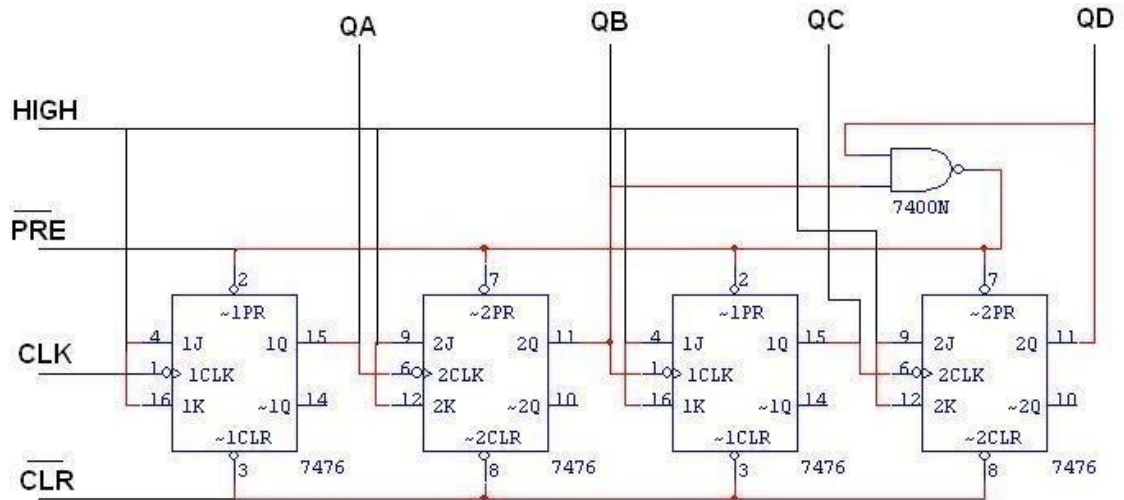 QA QB QC QD
HIGH
7400N
PRE
2 7 2 7
~1PR ~2PR ~1PR ~2PR
4 1J 1Q 15 9 2J 2Q 11 4 1J 1Q 15 9 2J 2Q 11
CLK 1 1CLK 6 2CLK 1 1CLK 6 2CLK
16 1K ~1Q 14 12 2K ~2Q 10 16 1K ~1Q 14 12 2K ~2Q 10
~1CLR ~2CLR ~1CLR ~2CLR
CLR 3 7476 8 7476 3 7476 8 7476